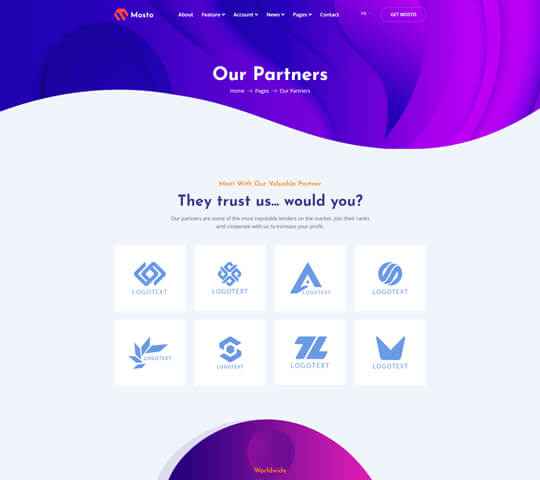 Mosto
About Feature Account News Pages Contact
GET MOSTO
Our Partners
Home → Pages → Our Partners
Meet With Our Valuable Partner
They trust us... would you?
Our partners are some of the most reputable lenders on the market. Join their ranks
and cooperate with us to increase your profit.
LOGOTEXT LOGOTEXT LOGOTEXT LOGOTEXT
LOGOTEXT LOGOTEXT LOGOTEXT LOGOTEXT
Worldwide